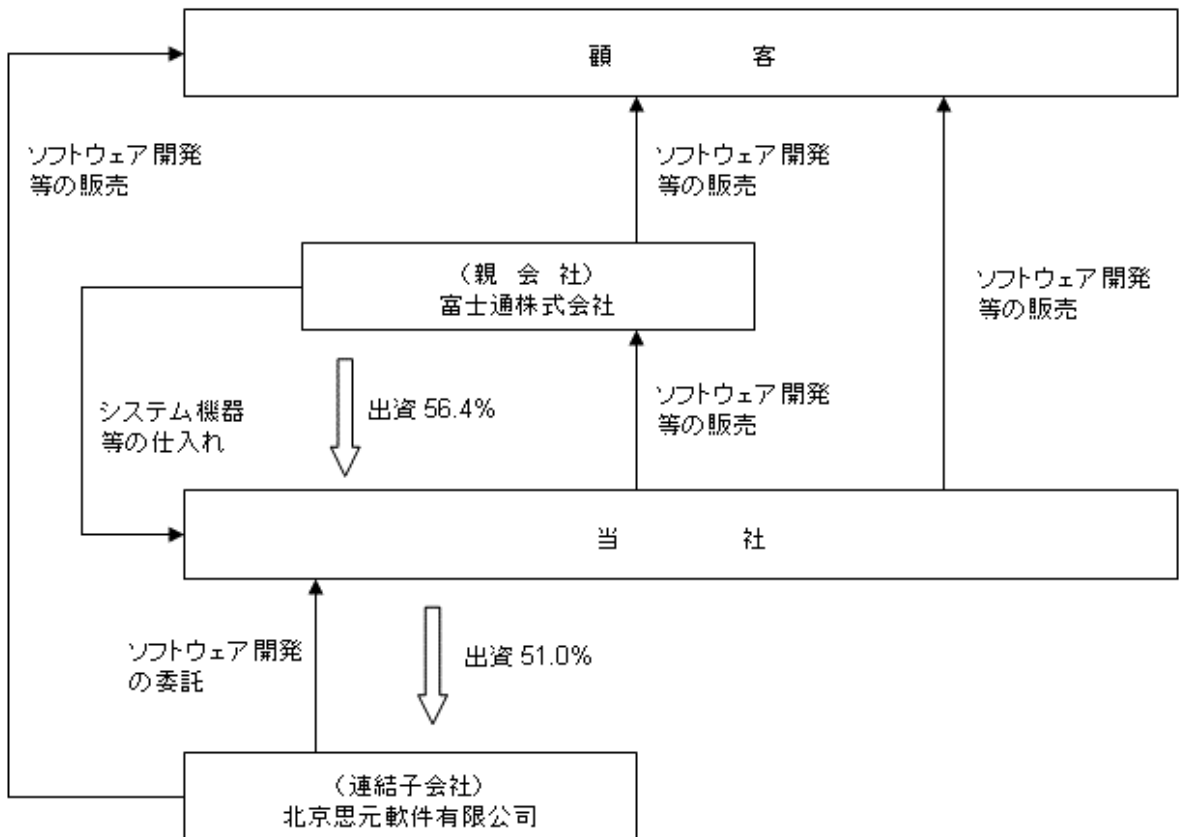 顧 客
ソフトウェア開発
等の販売
ソフトウェア開発
等の販売
(親 会 社)
富士通株式会社
ソフトウェア開発
等の販売
システム機器
等の仕入れ
出資 56.4%
ソフトウェア開発
等の販売
当 社
ソフトウェア開発
の委託
出資 51.0%
(連結子会社)
北京思元軟件有限公司